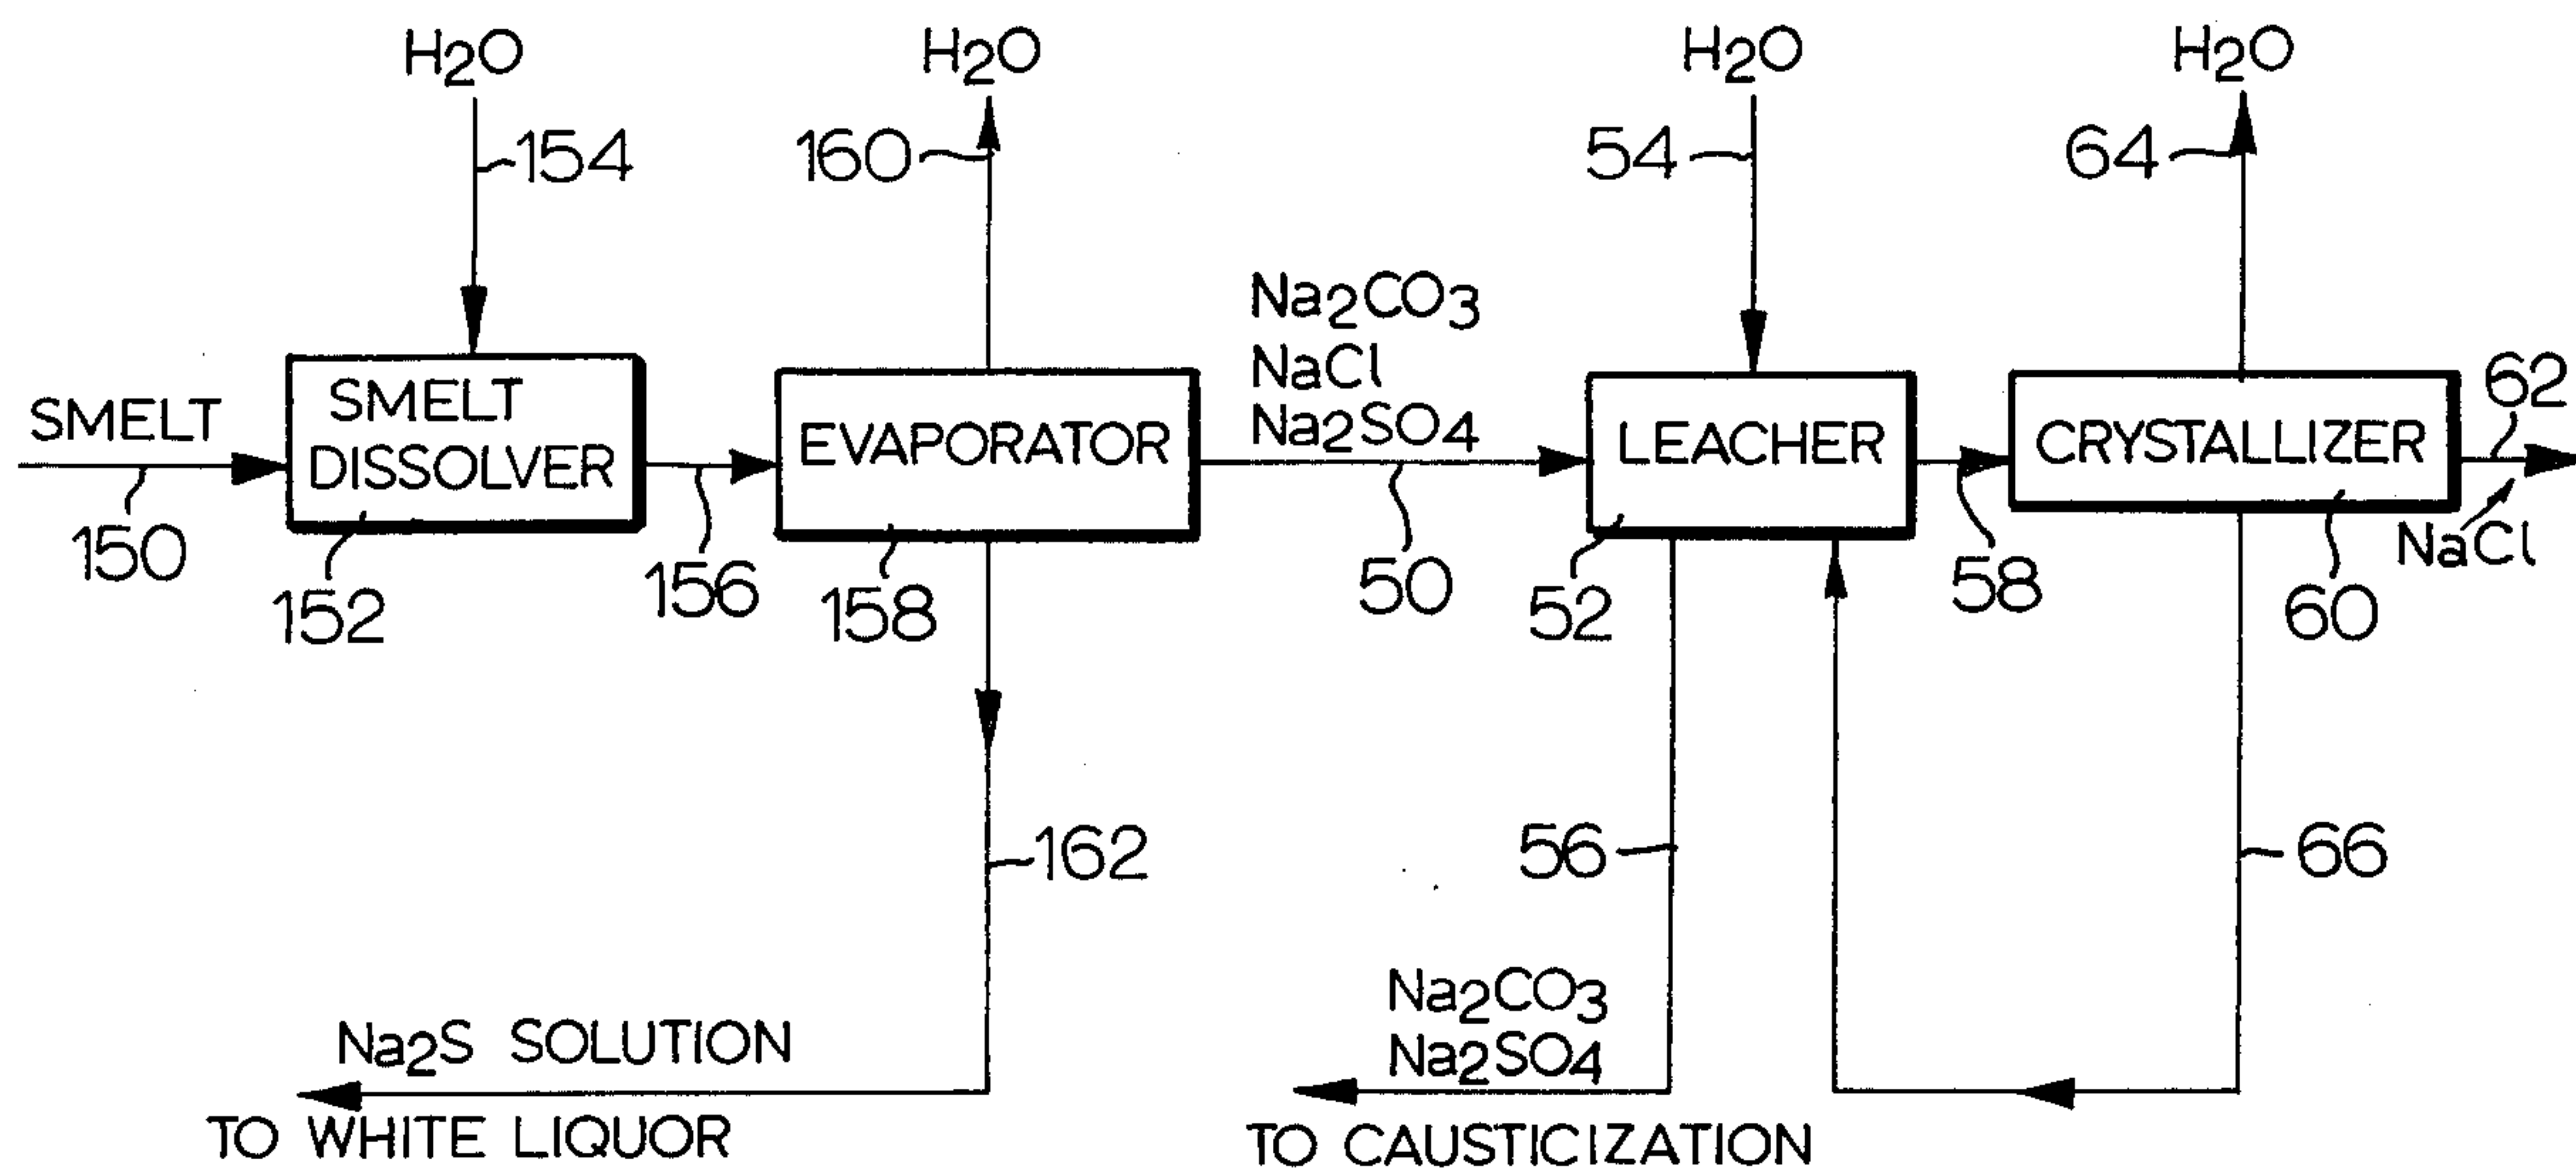 H2O
H2O
H2O
H2O
154
160
54
64
Na2CO3
NaCl
Na2SO4
SMELT
SMELT
DISSOLVER
EVAPORATOR
LEACHER
CRYSTALLIZER
62
NaCl
150
152
156
158
50
52
58
60
162
56
66
Na2S SOLUTION
TO WHITE LIQUOR
Na2CO3
Na2SO4
TO CAUSTICIZATION